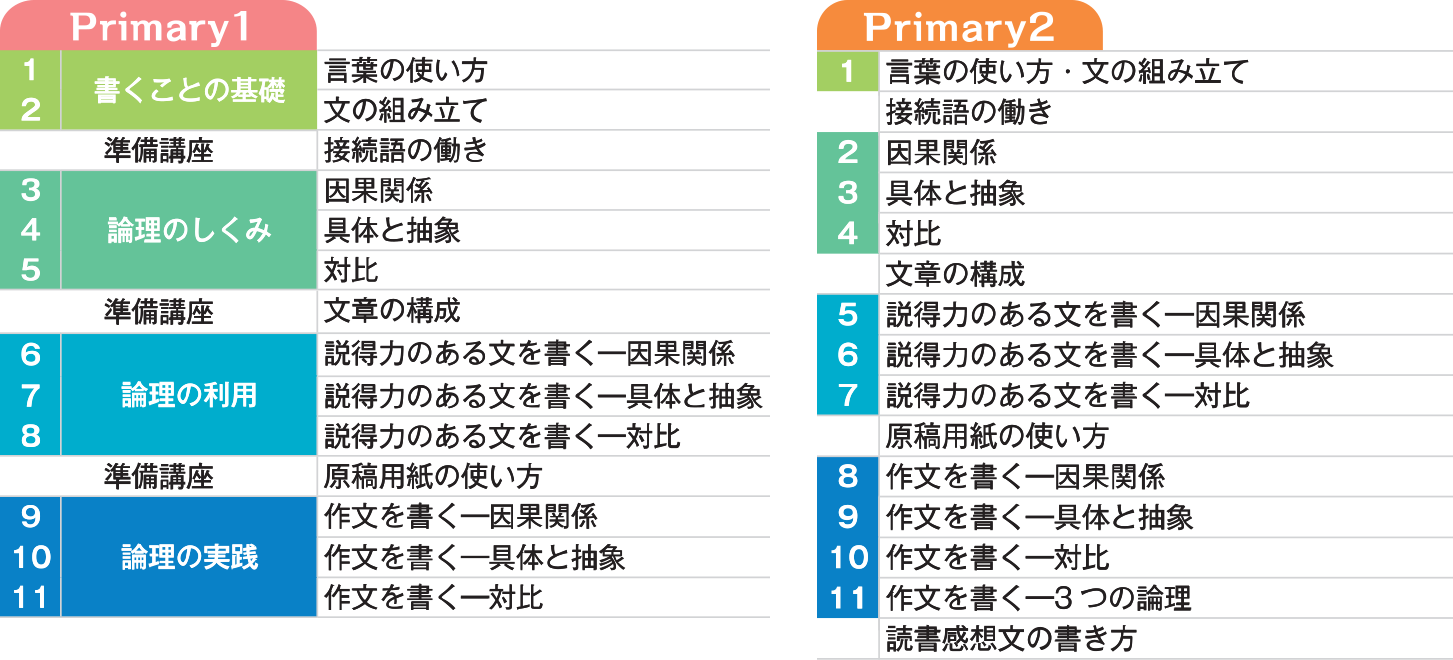 Primary1
1 書くことの基礎 言葉の使い方
2 文の組み立て
準備講座 接続語の働き
3 因果関係
4 論理のしくみ 具体と抽象
5 対比
準備講座 文章の構成
6 説得力のある文を書く―因果関係
7 論理の利用 説得力のある文を書く―具体と抽象
8 説得力のある文を書く―対比
準備講座 原稿用紙の使い方
9 作文を書く―因果関係
10 論理の実践 作文を書く―具体と抽象
11 作文を書く―対比
Primary2
1 言葉の使い方・文の組み立て
接続語の働き
2 因果関係
3 具体と抽象
4 対比
文章の構成
5 説得力のある文を書く―因果関係
6 説得力のある文を書く―具体と抽象
7 説得力のある文を書く―対比
原稿用紙の使い方
8 作文を書く―因果関係
9 作文を書く―具体と抽象
10 作文を書く―対比
11 作文を書く―3つの論理
読書感想文の書き方